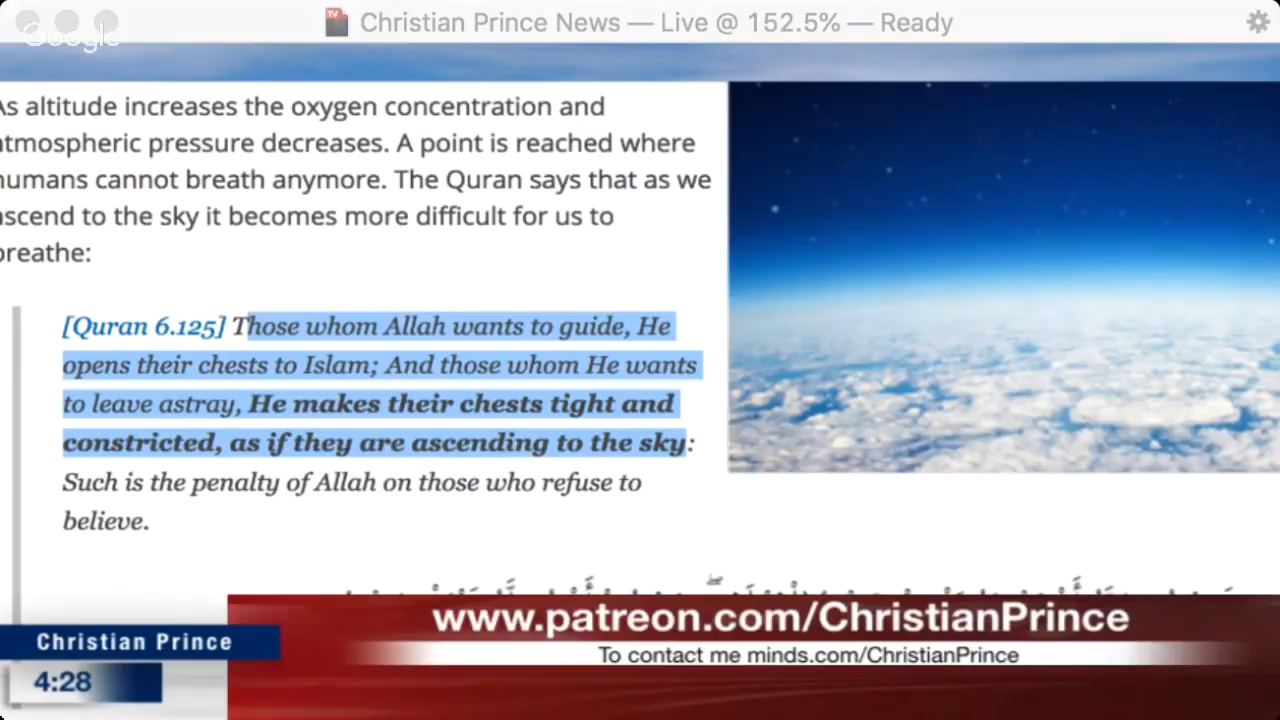 Christian Prince News — Live @ 152.5% — Ready
Google
As altitude increases the oxygen concentration and
atmospheric pressure decreases. A point is reached where
humans cannot breath anymore. The Quran says that as we
ascend to the sky it becomes more difficult for us to
breathe:
[Quran 6.125] Those whom Allah wants to guide, He
opens their chests to Islam; And those whom He wants
to leave astray, He makes their chests tight and
constricted, as if they are ascending to the sky:
Such is the penalty of Allah on those who refuse to
believe.
www.patreon.com/ChristianPrince
To contact me minds.com/ChristianPrince
Christian Prince
4:28